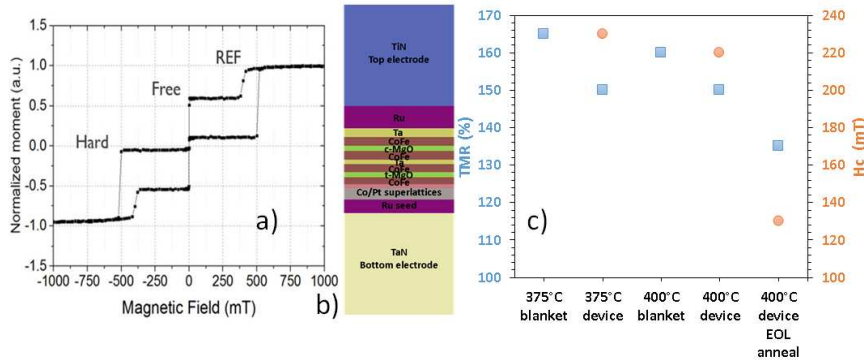 a)
Normalized moment (a.u.)
1.5
1.0
0.5
0.0
-0.5
-1.0
-1.5
REF
Free
Hard
-1000 -750 -500 -250 0 250 500 750 1000
Magnetic Field (mT)
b)
TiN
Top electrode
Ru
Ta
CoFe
c-MgO
CoFe
Ta
CoFe
t-MgO
CoFe
Co/Pt superlattices
Ru seed
TaN
Bottom electrode
c)
TMR (%)
170
160
150
140
130
120
110
100
240
220
200
180
160
140
120
100
Hc (mT)
375°C
blanket
375°C
device
400°C
blanket
400°C
device
400°C
device
EOL
anneal